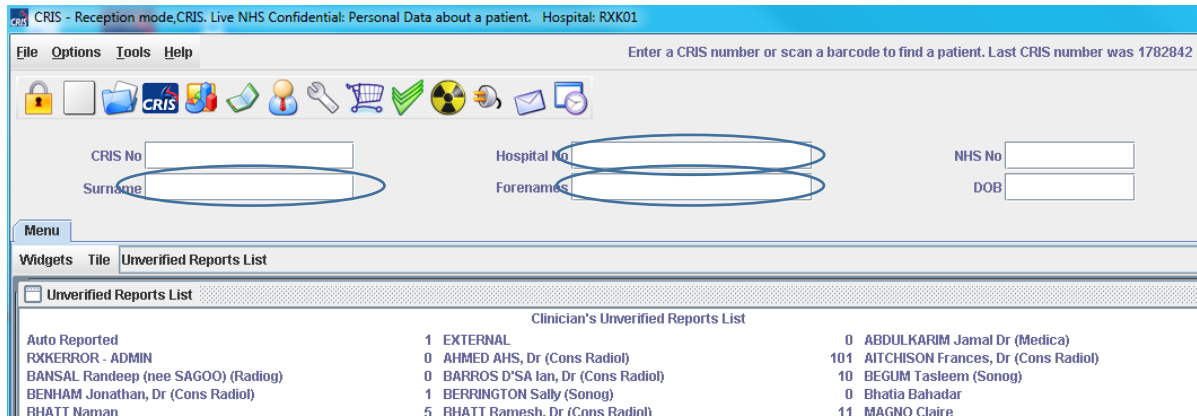 CRIS - Reception mode,CRIS. Live NHS Confidential: Personal Data about a patient. Hospital: RXK01
File Options Tools Help Enter a CRIS number or scan a barcode to find a patient. Last CRIS number was 1782842
CRIS
CRIS No Hospital No NHS No
Surname Forenames DOB
Menu
Widgets Tile Unverified Reports List
Unverified Reports List
Clinician's Unverified Reports List
Auto Reported 1 EXTERNAL 0 ABDULKARIM Jamal Dr (Medica)
RXKERROR - ADMIN 0 AHMED AHS, Dr (Cons Radiol) 101 AITCHISON Frances, Dr (Cons Radiol)
BANSAL Randeep (nee SAGOO) (Radiog) 0 BARROS D'SA Ian, Dr (Cons Radiol) 10 BEGUM Tasleem (Sonog)
BENHAM Jonathan, Dr (Cons Radiol) 1 BERRINGTON Sally (Sonog) 0 Bhatia Bahadar
BHATT Naman 5 BHATT Ramesh, Dr (Cons Radiol) 11 MAGNO Claire